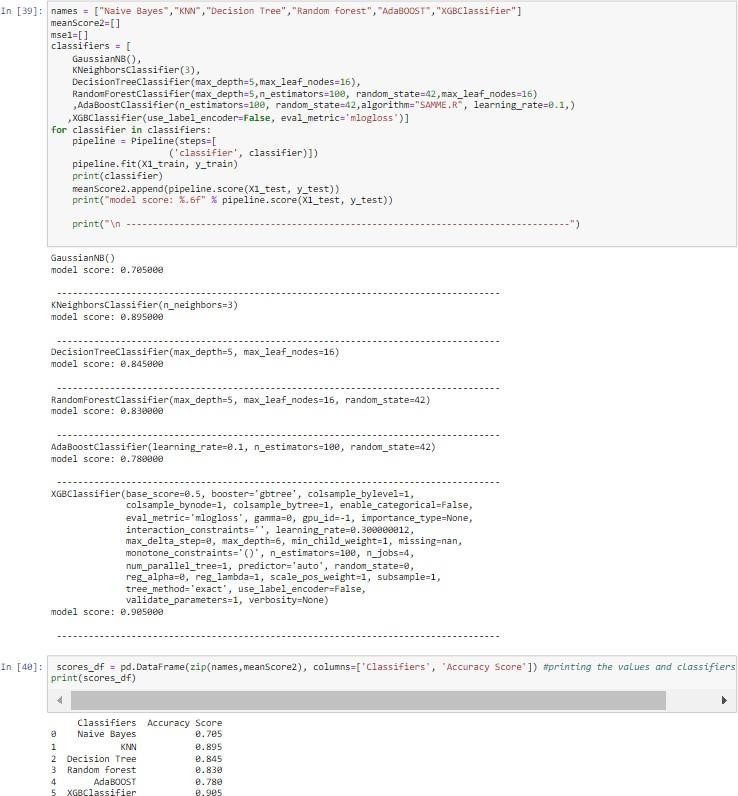 In [39]: names = ["Naive Bayes","KNN","Decision Tree","Random forest","AdaBOOST","XGBClassifier"]
meanScore2=[]
mse1=[]
classifiers = [
    GaussianNB(),
    KNeighborsClassifier(3),
    DecisionTreeClassifier(max_depth=5,max_leaf_nodes=16),
    RandomForestClassifier(max_depth=5,n_estimators=100, random_state=42,max_leaf_nodes=16)
    ,AdaBoostClassifier(n_estimators=100, random_state=42,algorithm="SAMME.R", learning_rate=0.1,)
   ,XGBClassifier(use_label_encoder=False, eval_metric='mlogloss')]
for classifier in classifiers:
    pipeline = Pipeline(steps=[
                      ('classifier', classifier)])
    pipeline.fit(X1_train, y_train)
    print(classifier)
    meanScore2.append(pipeline.score(X1_test, y_test))
    print("model score: %.6f" % pipeline.score(X1_test, y_test))
    print("\n -----------------------------------------------------------------------------")
GaussianNB()
model score: 0.705000
 -----------------------------------------------------------------------------
KNeighborsClassifier(n_neighbors=3)
model score: 0.895000
 -----------------------------------------------------------------------------
DecisionTreeClassifier(max_depth=5, max_leaf_nodes=16)
model score: 0.845000
 -----------------------------------------------------------------------------
RandomForestClassifier(max_depth=5, max_leaf_nodes=16, random_state=42)
model score: 0.830000
 -----------------------------------------------------------------------------
AdaBoostClassifier(learning_rate=0.1, n_estimators=100, random_state=42)
model score: 0.780000
 -----------------------------------------------------------------------------
XGBClassifier(base_score=0.5, booster='gbtree', colsample_bylevel=1,
              colsample_bynode=1, colsample_bytree=1, enable_categorical=False,
              eval_metric='mlogloss', gamma=0, gpu_id=-1, importance_type=None,
              interaction_constraints='', learning_rate=0.300000012,
              max_delta_step=0, max_depth=6, min_child_weight=1, missing=nan,
              monotone_constraints='()', n_estimators=100, n_jobs=4,
              num_parallel_tree=1, predictor='auto', random_state=0,
              reg_alpha=0, reg_lambda=1, scale_pos_weight=1, subsample=1,
              tree_method='exact', use_label_encoder=False,
              validate_parameters=1, verbosity=None)
model score: 0.905000
 -----------------------------------------------------------------------------
In [40]: scores_df = pd.DataFrame(zip(names,meanScore2), columns=['Classifiers', 'Accuracy Score']) #printing the values and classifiers
print(scores_df)
     Classifiers  Accuracy Score
0    Naive Bayes           0.705
1            KNN           0.895
2  Decision Tree           0.845
3  Random forest           0.830
4       AdaBOOST           0.780
5  XGBClassifier           0.905